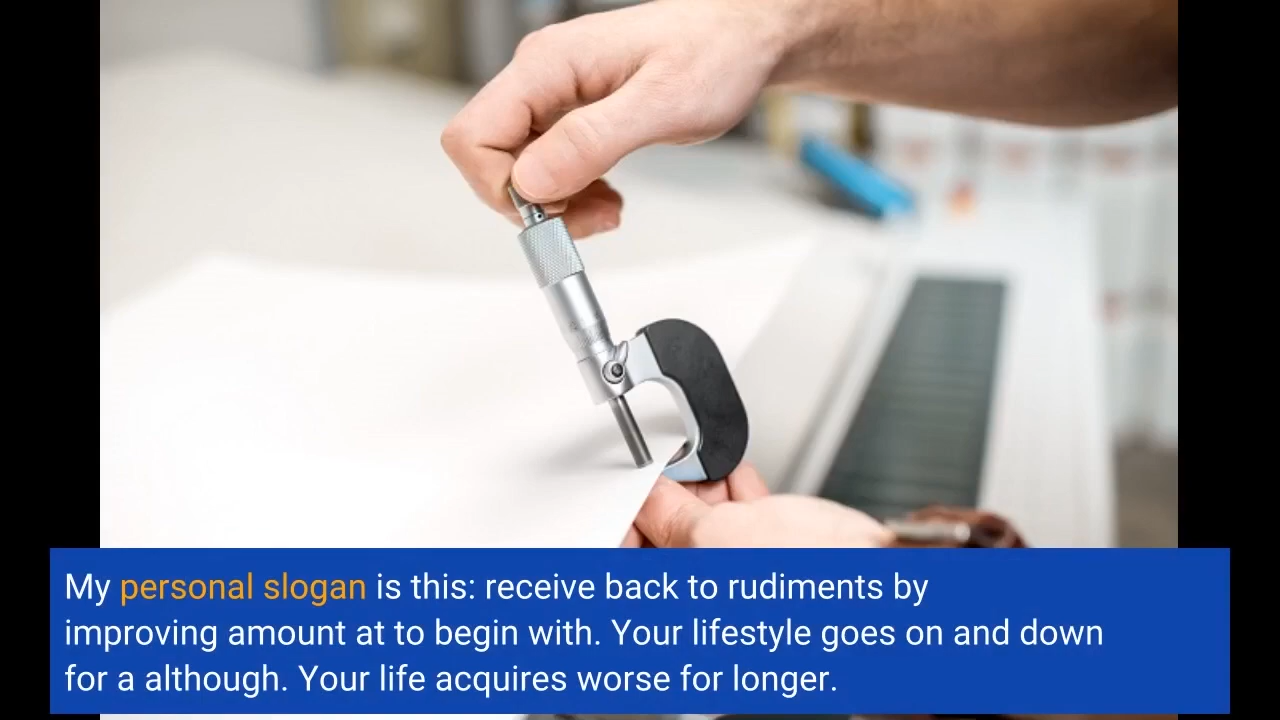 My personal slogan is this: receive back to rudiments by
improving amount at to begin with. Your lifestyle goes on and down
for a although. Your life acquires worse for longer.